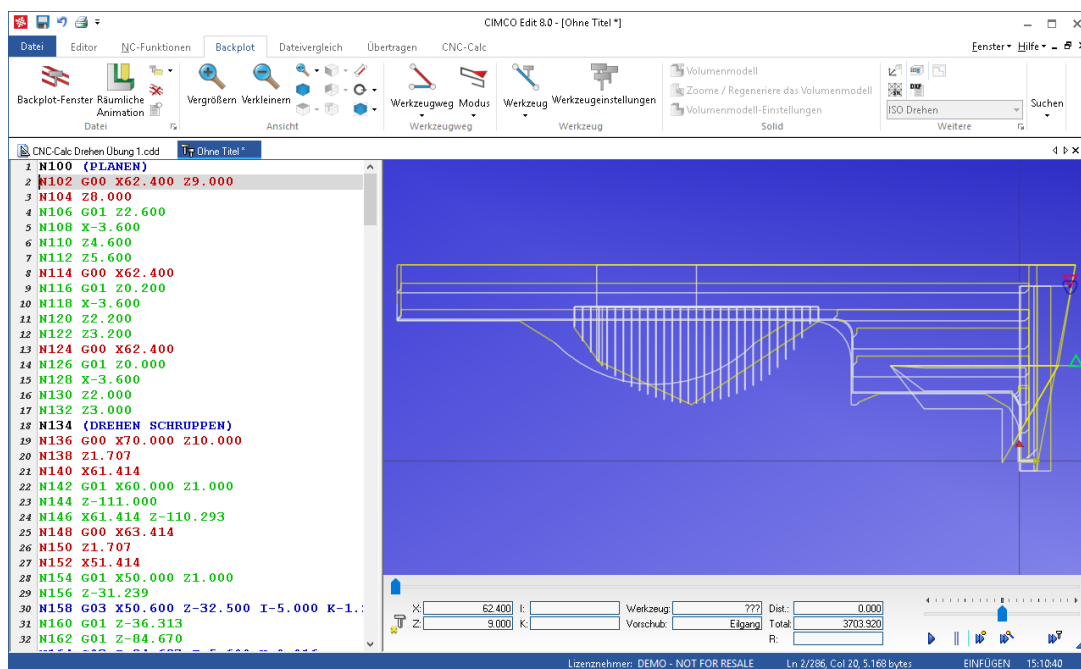 CIMCO Edit 8.0 - [Ohne Titel *]
Datei Editor NC-Funktionen Backplot Dateivergleich Übertragen CNC-Calc Fenster Hilfe
Backplot-Fenster Räumliche Animation Vergrößern Verkleinern Werkzeugweg Modus Werkzeug Werkzeugeinstellungen
Volumenmodell
Zoome / Regeneriere das Volumenmodell
Volumenmodell-Einstellungen
DXF
ISO Drehen
Suchen
Datei Ansicht Werkzeugweg Werkzeug Solid Weitere
CNC-Calc Drehen Übung 1.cdd Ohne Titel *
1 N100 (PLANEN)
2 N102 G00 X62.400 Z9.000
3 N104 Z8.000
4 N106 G01 Z2.600
5 N108 X-3.600
6 N110 Z4.600
7 N112 Z5.600
8 N114 G00 X62.400
9 N116 G01 Z0.200
10 N118 X-3.600
11 N120 Z2.200
12 N122 Z3.200
13 N124 G00 X62.400
14 N126 G01 Z0.000
15 N128 X-3.600
16 N130 Z2.000
17 N132 Z3.000
18 N134 (DREHEN SCHRUPPEN)
19 N136 G00 X70.000 Z10.000
20 N138 Z1.707
21 N140 X61.414
22 N142 G01 X60.000 Z1.000
23 N144 Z-111.000
24 N146 X61.414 Z-110.293
25 N148 G00 X63.414
26 N150 Z1.707
27 N152 X51.414
28 N154 G01 X50.000 Z1.000
29 N156 Z-31.239
30 N158 G03 X50.600 Z-32.500 I-5.000 K-1.
31 N160 G01 Z-36.313
32 N162 G01 Z-84.670
X: 62.400 I: Werkzeug: ??? Dist.: 0.000
Z: 9.000 K: Vorschub: Eilgang Total: 3703.920
R:
Lizenznehmer: DEMO - NOT FOR RESALE Ln 2/286, Col 20, 5.168 bytes EINFÜGEN 15:10:40